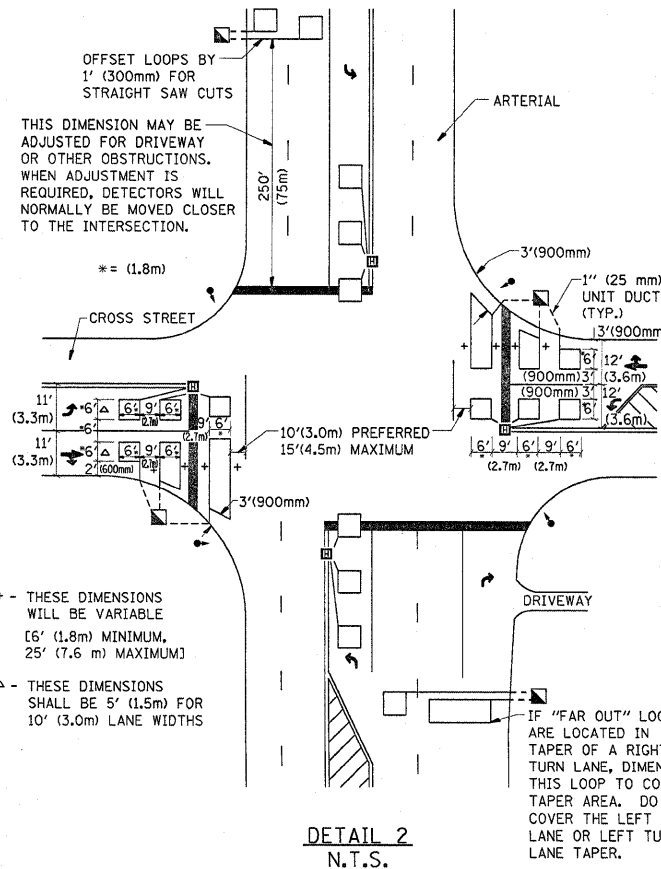 OFFSET LOOPS BY
1' (300mm) FOR
STRAIGHT SAW CUTS
THIS DIMENSION MAY BE
ADJUSTED FOR DRIVEWAY
OR OTHER OBSTRUCTIONS.
WHEN ADJUSTMENT IS
REQUIRED, DETECTORS WILL
NORMALLY BE MOVED CLOSER
TO THE INTERSECTION.
* = (1.8m)
250'
(75m)
ARTERIAL
3'(900mm)
1" (25 mm)
UNIT DUCT
(TYP.)
CROSS STREET
H
H
H
H
3'(900mm
*6'
12'
(3.6m)
(900mm) 3'
(900mm) 3'
*6'
12'
(3.6m)
6' 9' 6' 9' 6'
* * *
(2.7m) (2.7m)
11'
(3.3m)
*6'
△
6' 9' 6'
(2.7m)
*6'
11'
(3.3m)
*6'
△
6' 9' 6'
(2.7m)
2'
(600mm)
9' 6'
(2.7m) *
10'(3.0m) PREFERRED
15'(4.5m) MAXIMUM
3'(900mm)
+ - THESE DIMENSIONS
WILL BE VARIABLE
[6' (1.8m) MINIMUM,
25' (7.6 m) MAXIMUM]
△ - THESE DIMENSIONS
SHALL BE 5' (1.5m) FOR
10' (3.0m) LANE WIDTHS
DRIVEWAY
IF "FAR OUT" LOO
ARE LOCATED IN
TAPER OF A RIGHT
TURN LANE, DIMEN
THIS LOOP TO CO
TAPER AREA. DO
COVER THE LEFT
LANE OR LEFT TU
LANE TAPER.
DETAIL 2
N.T.S.